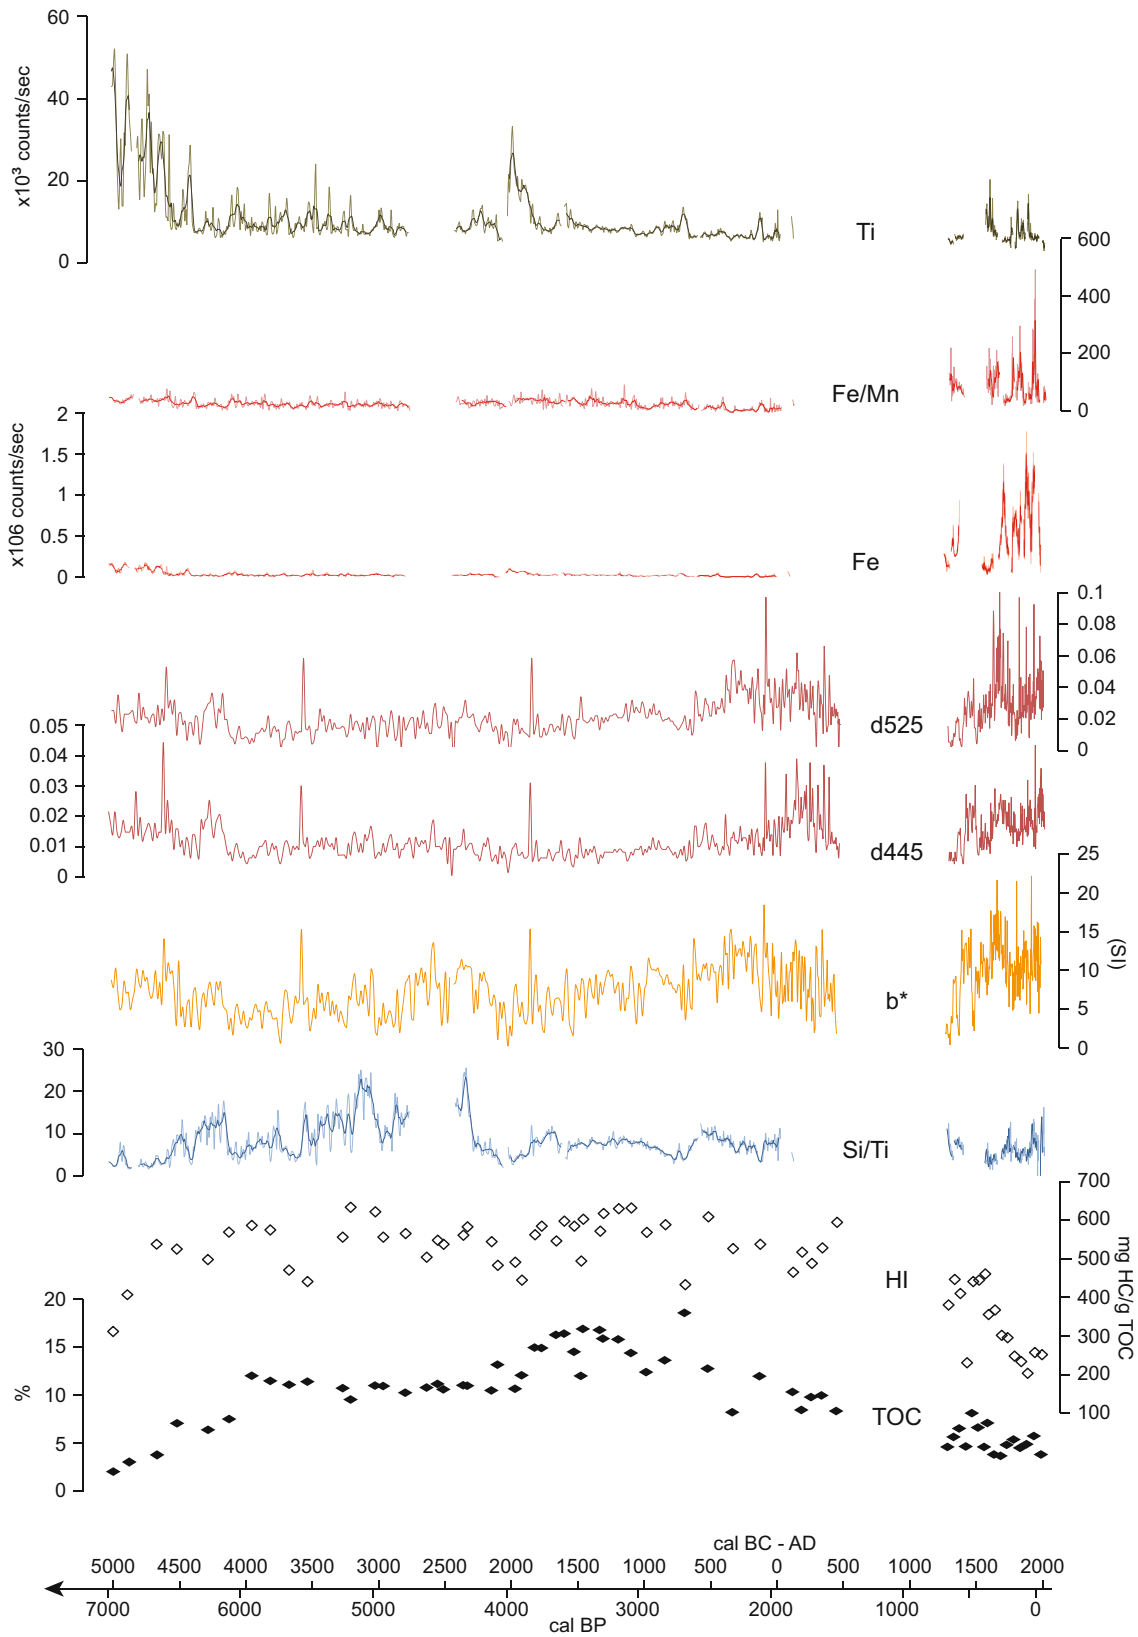 60
40
20
0
x10³ counts/sec
Ti
600
400
200
0
Fe/Mn
2
1.5
1
0.5
0
x106 counts/sec
Fe
0.1
0.08
0.06
0.04
0.02
0
d525
0.05
0.04
0.03
0.02
0.01
0
d445
25
20
15
10
5
0
(SI)
b*
30
20
10
0
Si/Ti
700
600
500
400
300
200
100
mg HC/g TOC
HI
20
15
10
5
0
%
TOC
cal BC - AD
5000 4500 4000 3500 3000 2500 2000 1500 1000 500 0 500 1000 1500 2000
7000 6000 5000 4000 3000 2000 1000 0
cal BP